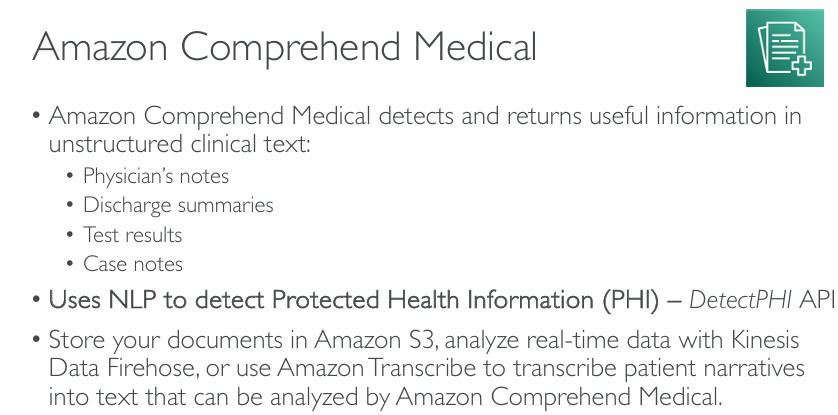 Amazon Comprehend Medical
• Amazon Comprehend Medical detects and returns useful information in
unstructured clinical text:
• Physician's notes
• Discharge summaries
• Test results
• Case notes
• Uses NLP to detect Protected Health Information (PHI) – DetectPHI API
• Store your documents in Amazon S3, analyze real-time data with Kinesis
Data Firehose, or use Amazon Transcribe to transcribe patient narratives
into text that can be analyzed by Amazon Comprehend Medical.